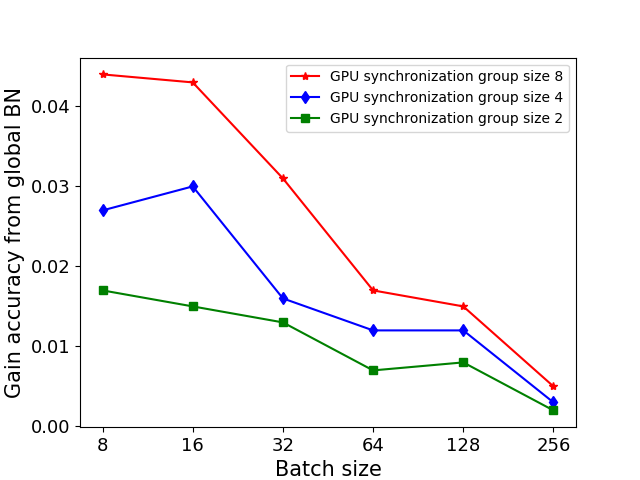 GPU synchronization group size 8
GPU synchronization group size 4
GPU synchronization group size 2
Gain accuracy from global BN
0.04
0.03
0.02
0.01
0.00
8 16 32 64 128 256
Batch size